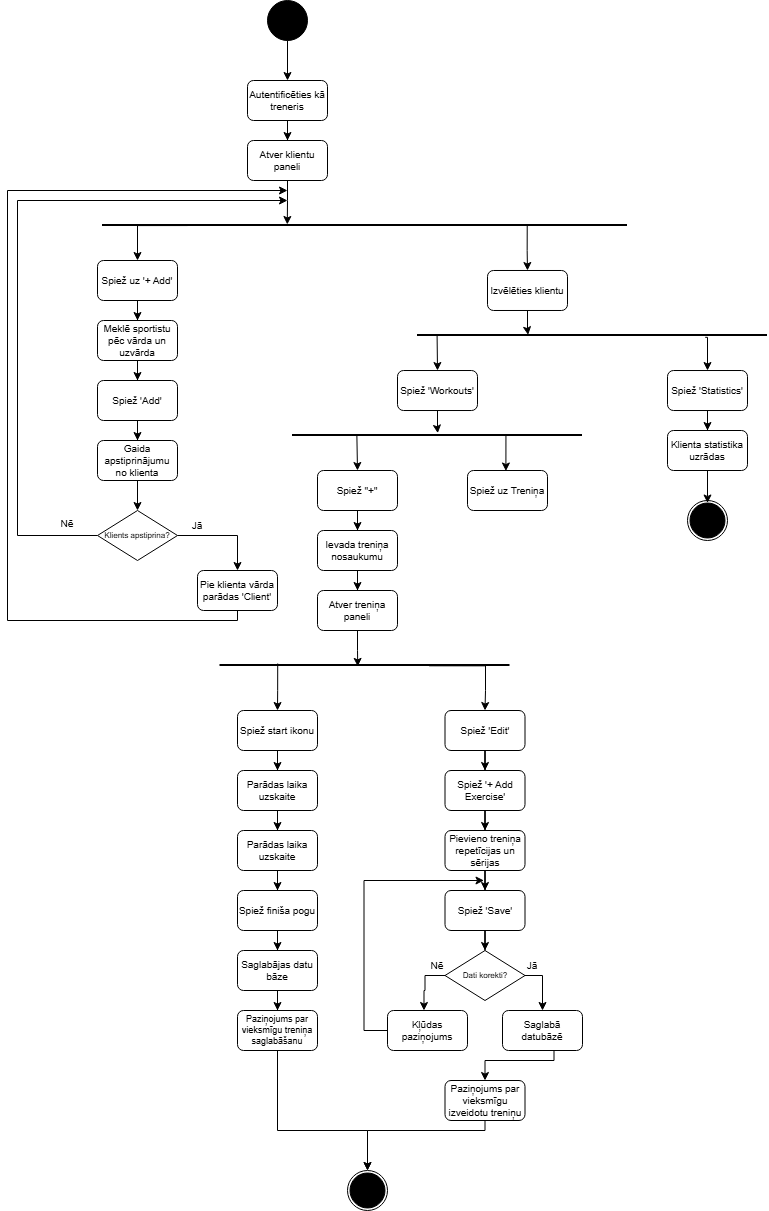 Autentificēties kā
treneris
Atver klientu
paneli
Spiež uz '+ Add'
Izvēlēties klientu
Meklē sportistu
pēc vārda un
uzvārda
Spiež 'Add'
Spiež 'Workouts'
Spiež 'Statistics'
Gaida
apstiprinājumu
no klienta
Klienta statistika
uzrādas
Spiež "+"
Spiež uz Treniņa
Nē
Jā
Klients apstiprina?
Ievada treniņa
nosaukumu
Pie klienta vārda
parādas 'Client'
Atver treniņa
paneli
Spiež start ikonu
Spiež 'Edit'
Parādas laika
uzskaite
Spiež '+ Add
Exercise'
Parādas laika
uzskaite
Pievieno treniņa
repetīcijas un
sērijas
Spiež finiša pogu
Spiež 'Save'
Saglabājas datu
bāze
Nē
Jā
Dati korekti?
Paziņojums par
vieksmīgu treniņa
saglabāšanu
Kļūdas
paziņojums
Saglabā
datubāzē
Paziņojums par
vieksmīgu
izveidotu treniņu